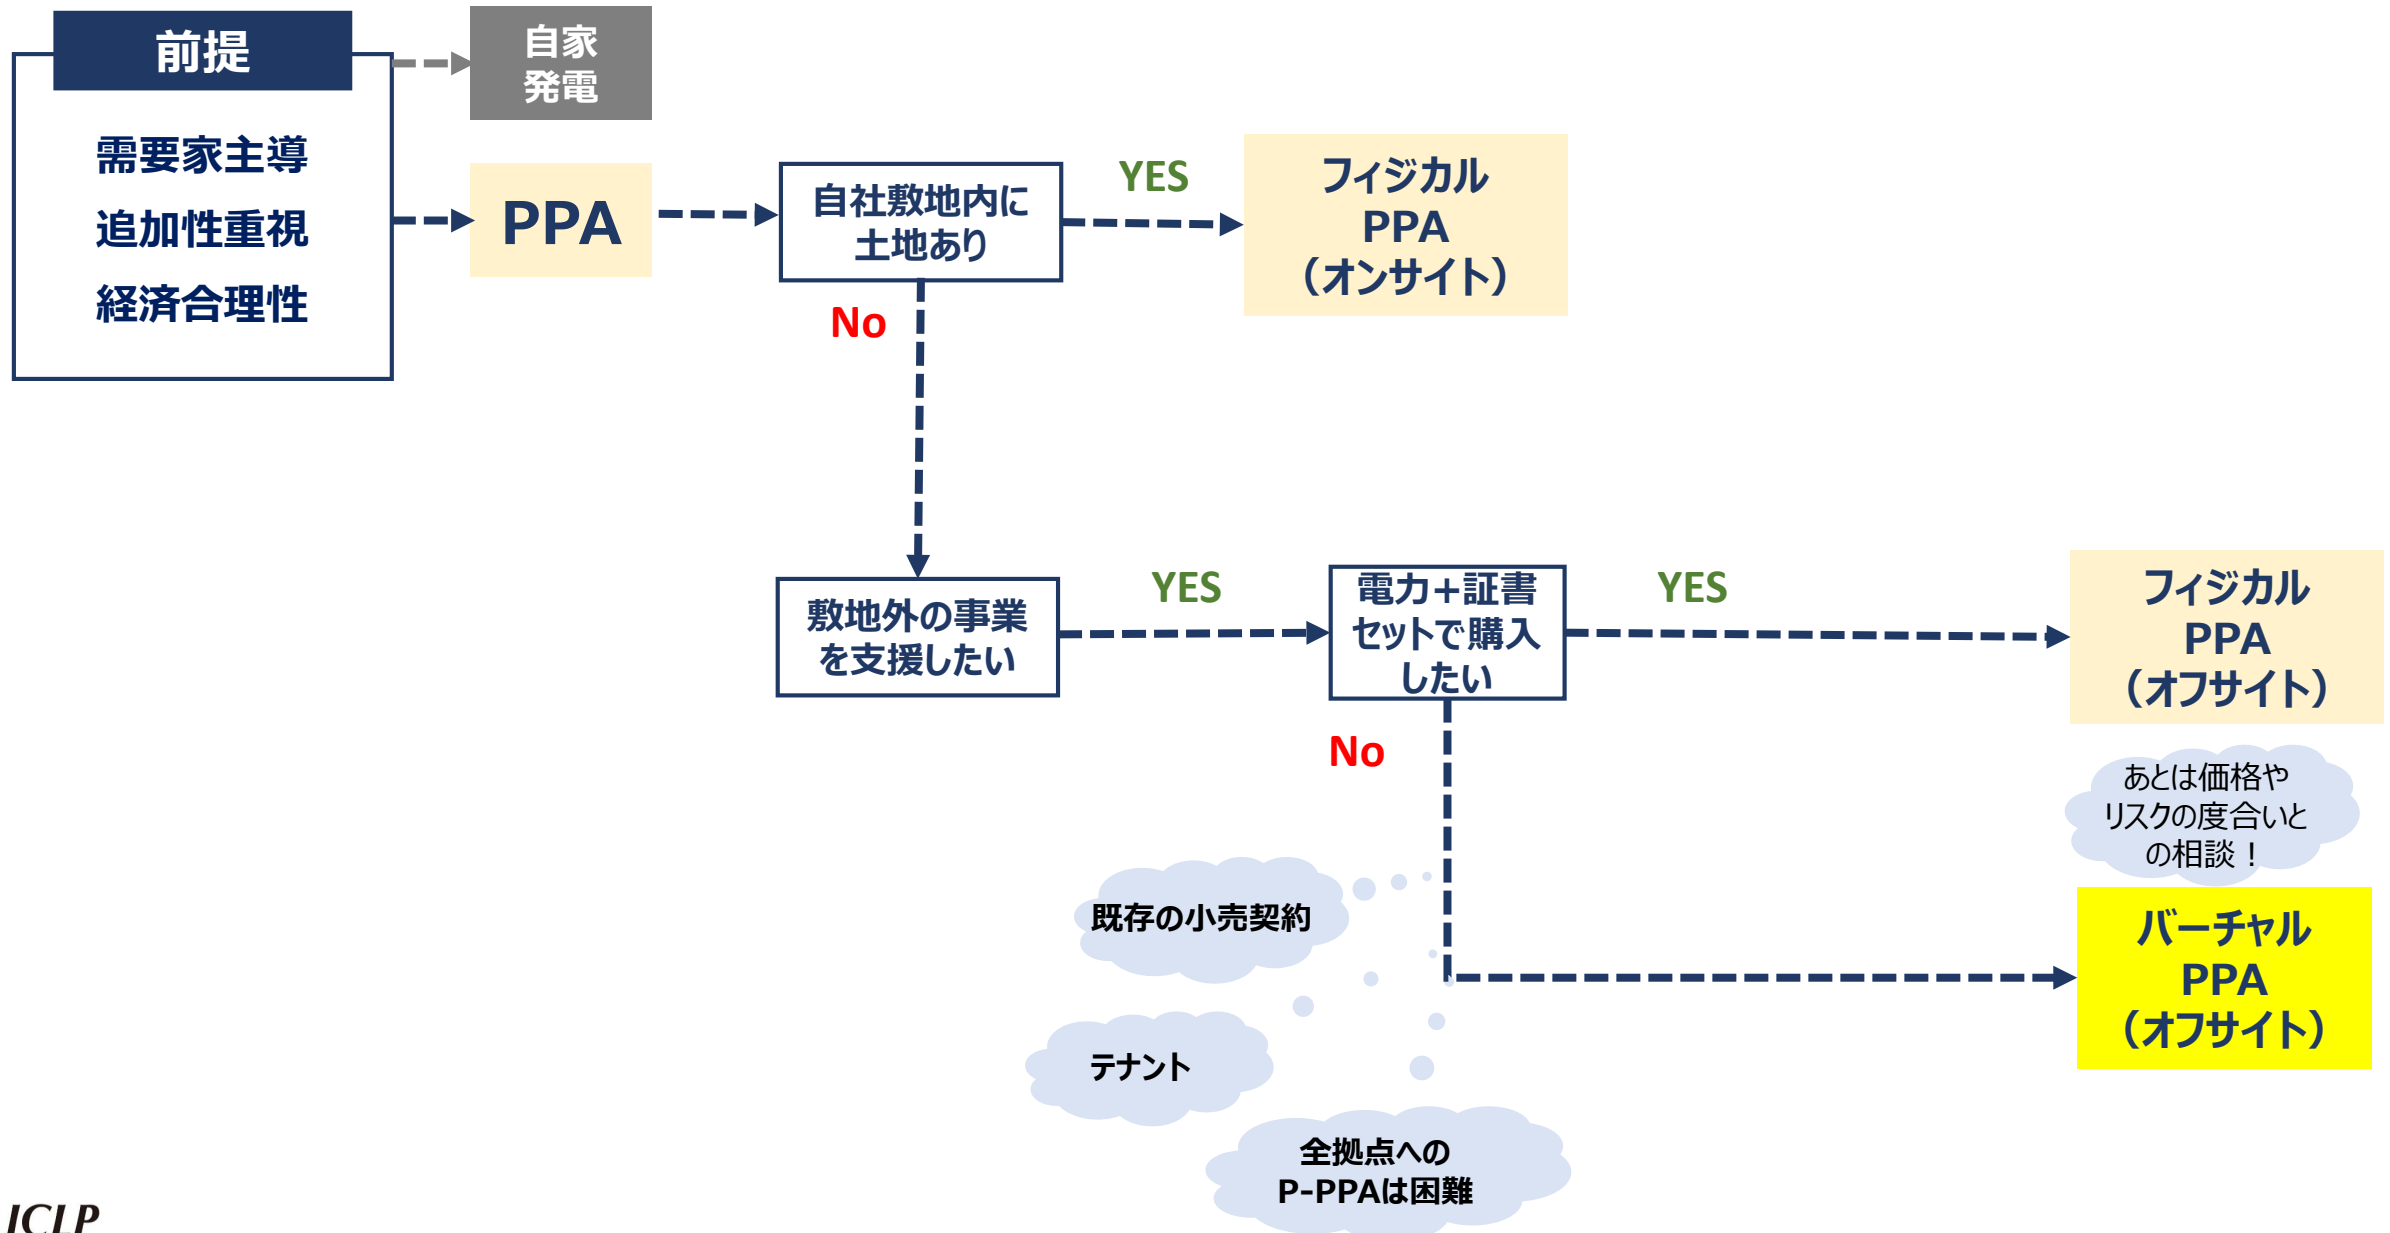 前提
需要家主導
追加性重視
経済合理性
自家
発電
PPA
自社敷地内に
土地あり
YES
フィジカル
PPA
（オンサイト）
No
敷地外の事業
を支援したい
YES
電力+証書
セットで購入
したい
YES
フィジカル
PPA
（オフサイト）
No
あとは価格や
リスクの度合いと
の相談！
既存の小売契約
バーチャル
PPA
（オフサイト）
テナント
全拠点への
P-PPAは困難
JCLP